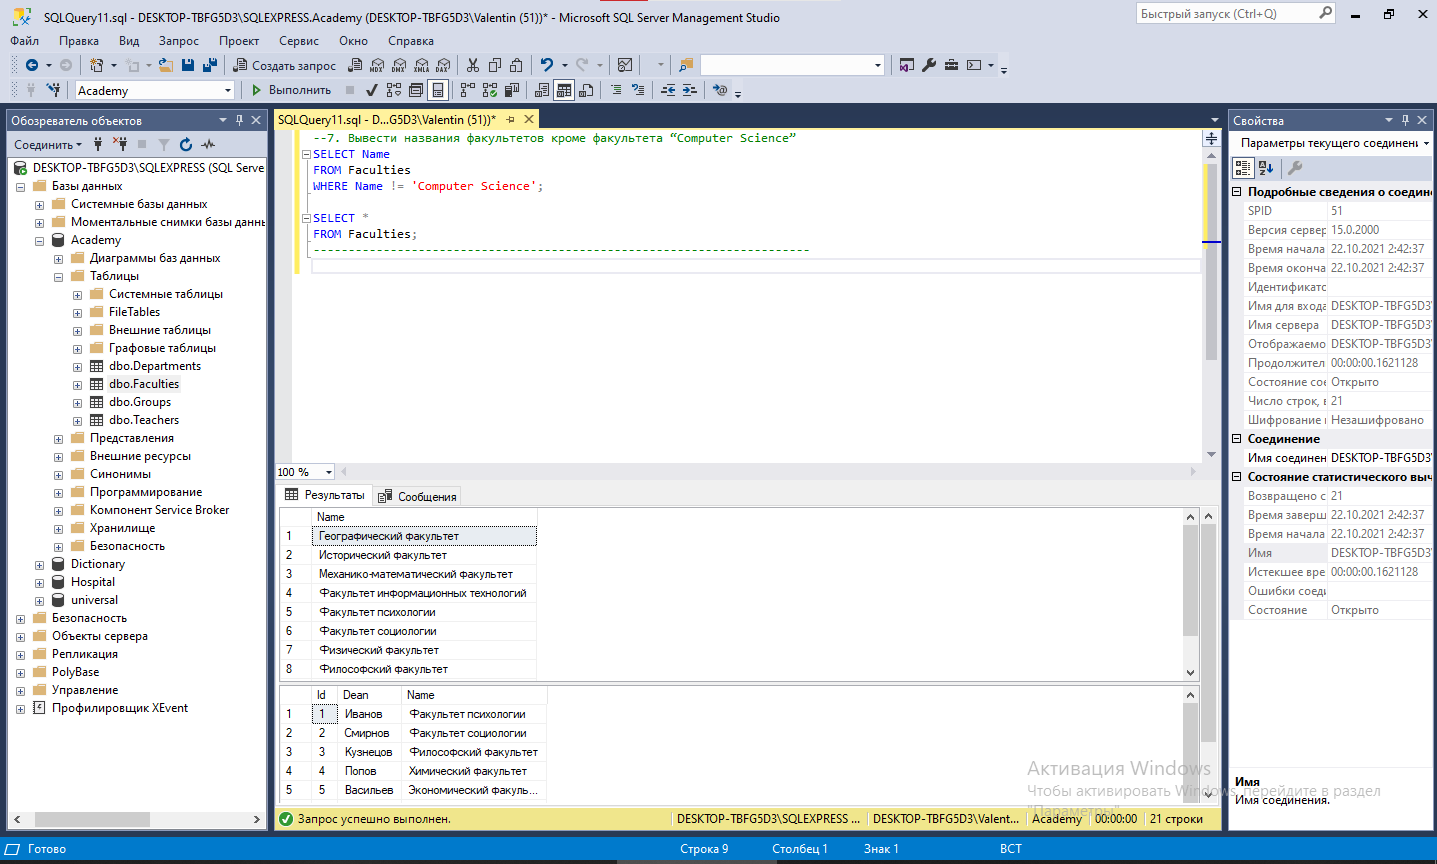 SQLQuery11.sql - DESKTOP-TBFG5D3\SQLEXPRESS.Academy (DESKTOP-TBFG5D3\Valentin (51))* - Microsoft SQL Server Management Studio
Быстрый запуск (Ctrl+Q)
Файл Правка Вид Запрос Проект Сервис Окно Справка
Создать запрос MDX DMX XMLA DAX
Academy Выполнить
Обозреватель объектов
Соединить
DESKTOP-TBFG5D3\SQLEXPRESS (SQL Serve
Базы данных
Системные базы данных
Моментальные снимки базы данн
Academy
Диаграммы баз данных
Таблицы
Системные таблицы
FileTables
Внешние таблицы
Графовые таблицы
dbo.Departments
dbo.Faculties
dbo.Groups
dbo.Teachers
Представления
Внешние ресурсы
Синонимы
Программирование
Компонент Service Broker
Хранилище
Безопасность
Dictionary
Hospital
universal
Безопасность
Объекты сервера
Репликация
PolyBase
Управление
Профилировщик XEvent
SQLQuery11.sql - D...G5D3\Valentin (51))*
--7. Вывести названия факультетов кроме факультета “Computer Science”
SELECT Name
FROM Faculties
WHERE Name != 'Computer Science';
SELECT *
FROM Faculties;
-----------------------------------------------------------------------
100 %
Результаты Сообщения
Name
1 Географический факультет
2 Исторический факультет
3 Механико-математический факультет
4 Факультет информационных технологий
5 Факультет психологии
6 Факультет социологии
7 Физический факультет
8 Философский факультет
Id Dean Name
1 1 Иванов Факультет психологии
2 2 Смирнов Факультет социологии
3 3 Кузнецов Философский факультет
4 4 Попов Химический факультет
5 5 Васильев Экономический факуль...
Запрос успешно выполнен. DESKTOP-TBFG5D3\SQLEXPRESS ... DESKTOP-TBFG5D3\Valent... Academy 00:00:00 21 строки
Свойства
Параметры текущего соединени
Подробные сведения о соедин
SPID 51
Версия сервер 15.0.2000
Время начала 22.10.2021 2:42:37
Время оконча 22.10.2021 2:42:37
Идентификатс
Имя для входа DESKTOP-TBFG5D3\
Имя сервера DESKTOP-TBFG5D3\
Отображаемо DESKTOP-TBFG5D3\
Продолжител 00:00:00.1621128
Состояние сое Открыто
Число строк, в 21
Шифрование Незашифровано
Соединение
Имя соединен DESKTOP-TBFG5D3\
Состояние статистического выч
Возвращено с 21
Время заверш 22.10.2021 2:42:37
Время начала 22.10.2021 2:42:37
Имя DESKTOP-TBFG5D3\
Истекшее вре 00:00:00.1621128
Ошибки соеди
Состояние Открыто
Имя
Имя соединения.
Активация Windows
Чтобы активировать Windows, перейдите в раздел
"Параметры".
Готово Строка 9 Столбец 1 Знак 1 ВСТ